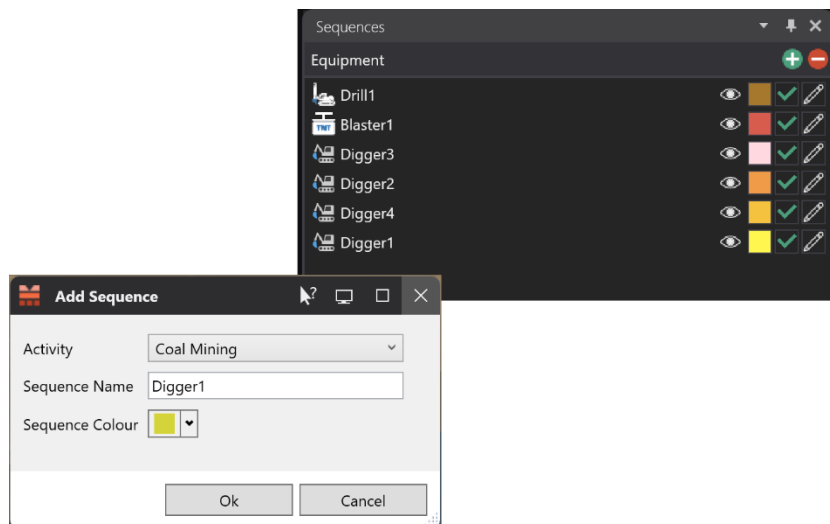 Sequences
Equipment
Drill1
TNT Blaster1
Digger3
Digger2
Digger4
Digger1
Add Sequence ?
Activity Coal Mining
Sequence Name Digger1
Sequence Colour
Ok Cancel